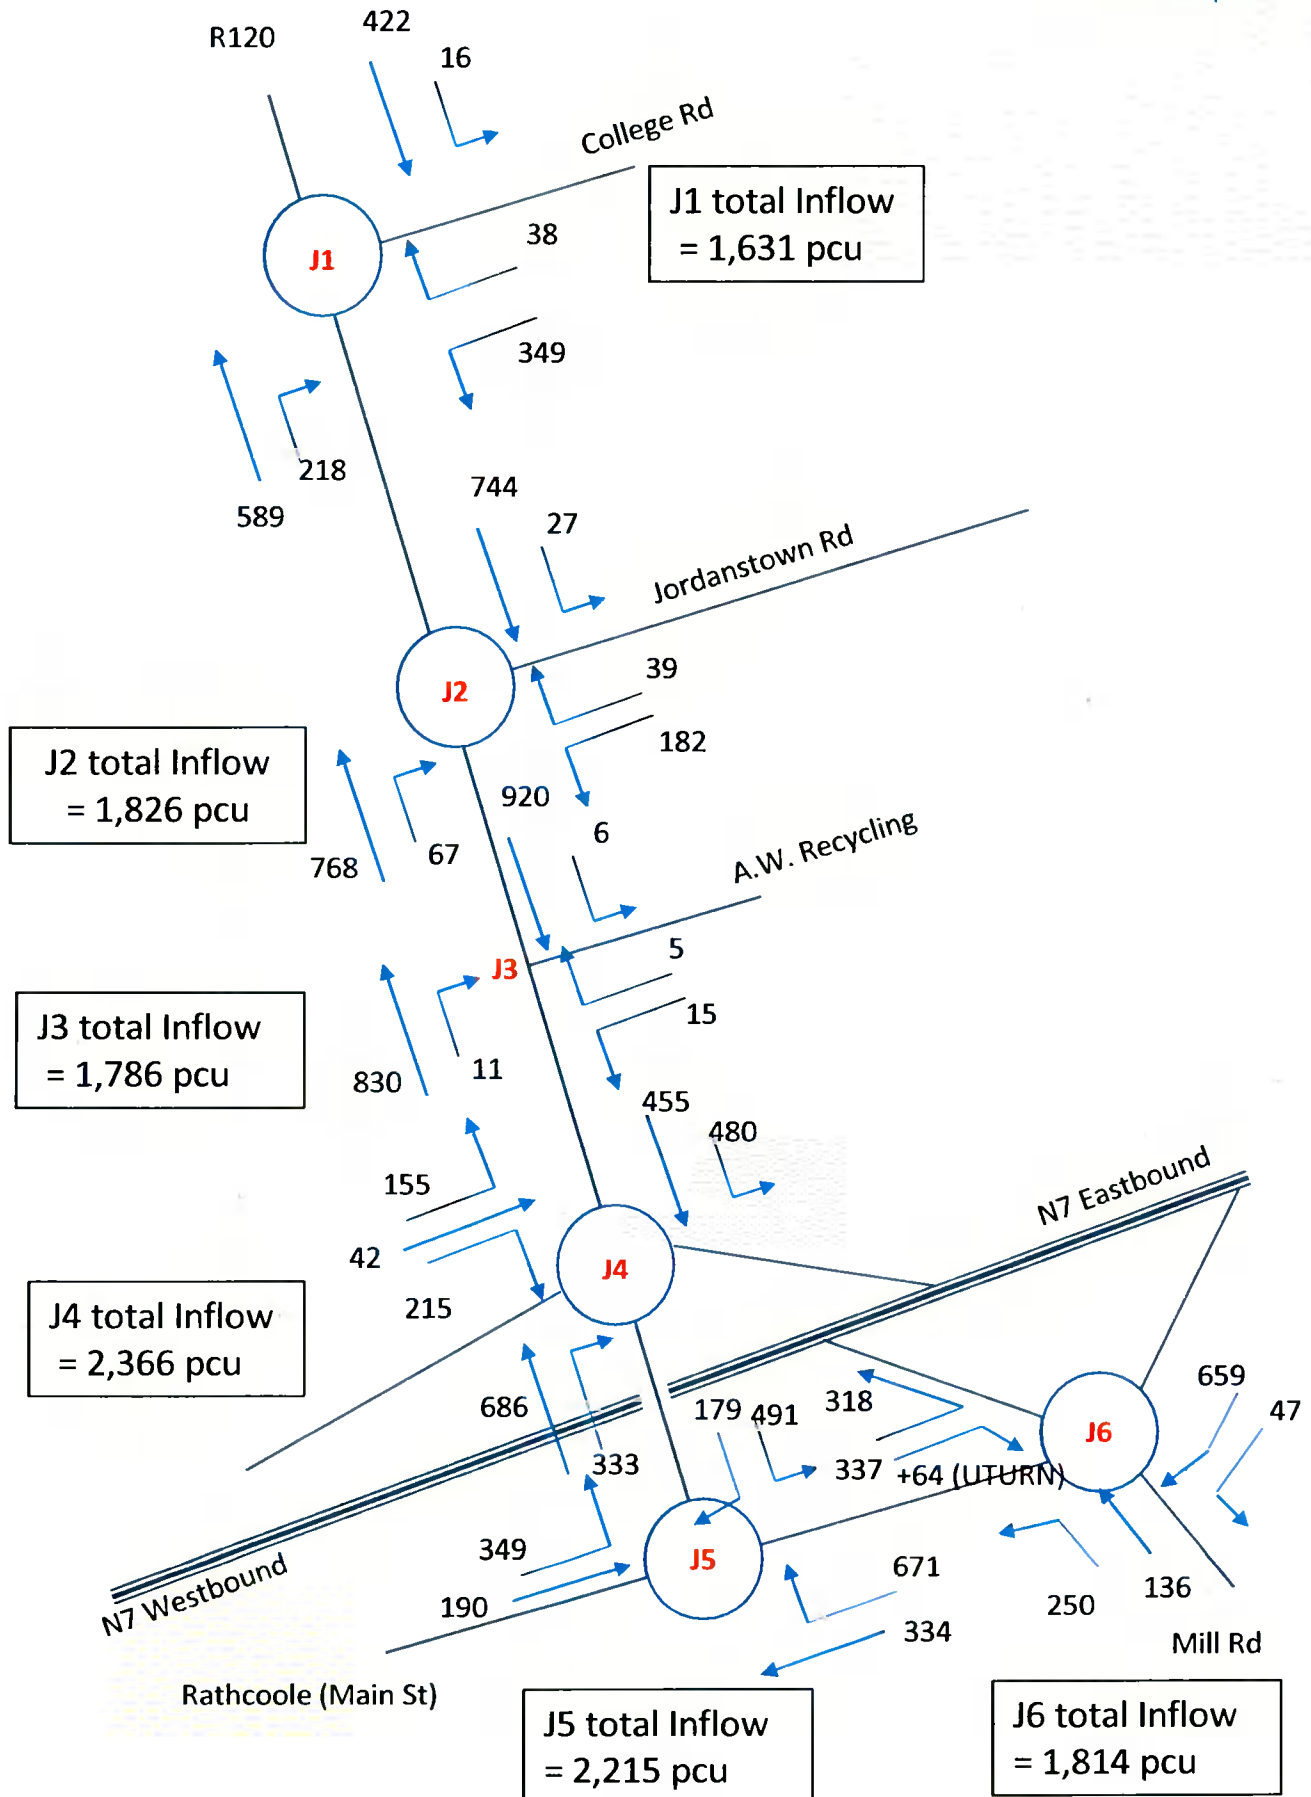 R120
422
16
College Rd
J1 total Inflow
= 1,631 pcu
J1
38
349
218
589
744
27
Jordanstown Rd
J2
39
182
J2 total Inflow
= 1,826 pcu
768
67
920
6
A.W. Recycling
J3
5
15
J3 total Inflow
= 1,786 pcu
830
11
455
480
155
42
215
J4
N7 Eastbound
J4 total Inflow
= 2,366 pcu
686
333
179
491
318
337
+64 (UTURN)
J6
659
47
349
190
J5
671
334
250
136
N7 Westbound
Mill Rd
Rathcoole (Main St)
J5 total Inflow
= 2,215 pcu
J6 total Inflow
= 1,814 pcu